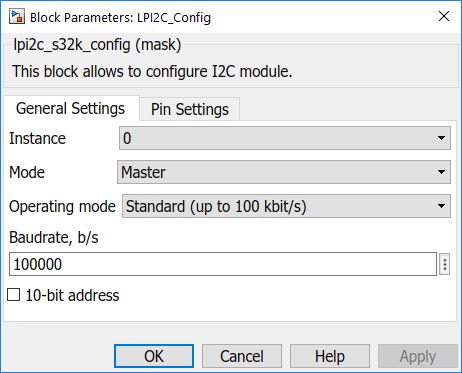 Block Parameters: LPI2C_Config
lpi2c_s32k_config (mask)
This block allows to configure I2C module.
General Settings Pin Settings
Instance 0
Mode Master
Operating mode Standard (up to 100 kbit/s)
Baudrate, b/s
100000
10-bit address
OK Cancel Help Apply